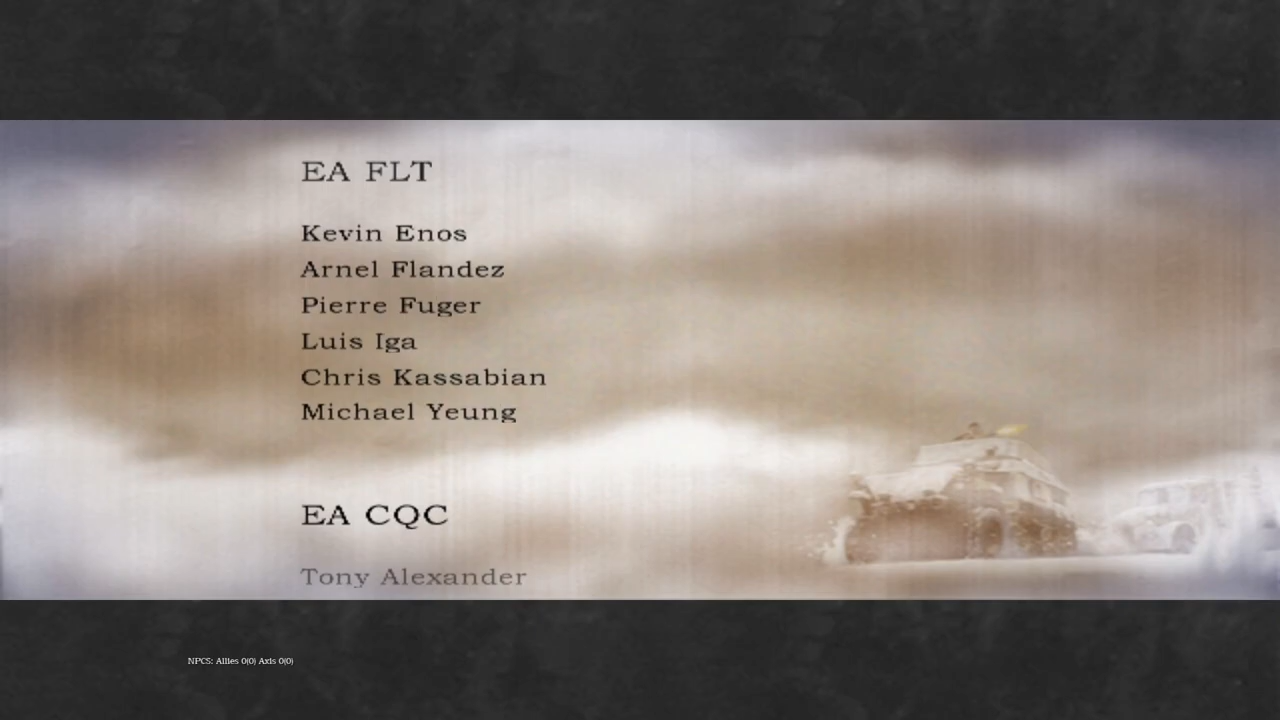 EA FLT
Kevin Enos
Arnel Flandez
Pierre Fuger
Luis Iga
Chris Kassabian
Michael Yeung
EA CQC
Tony Alexander
NPCS: Allies 0(0) Axis 0(0)